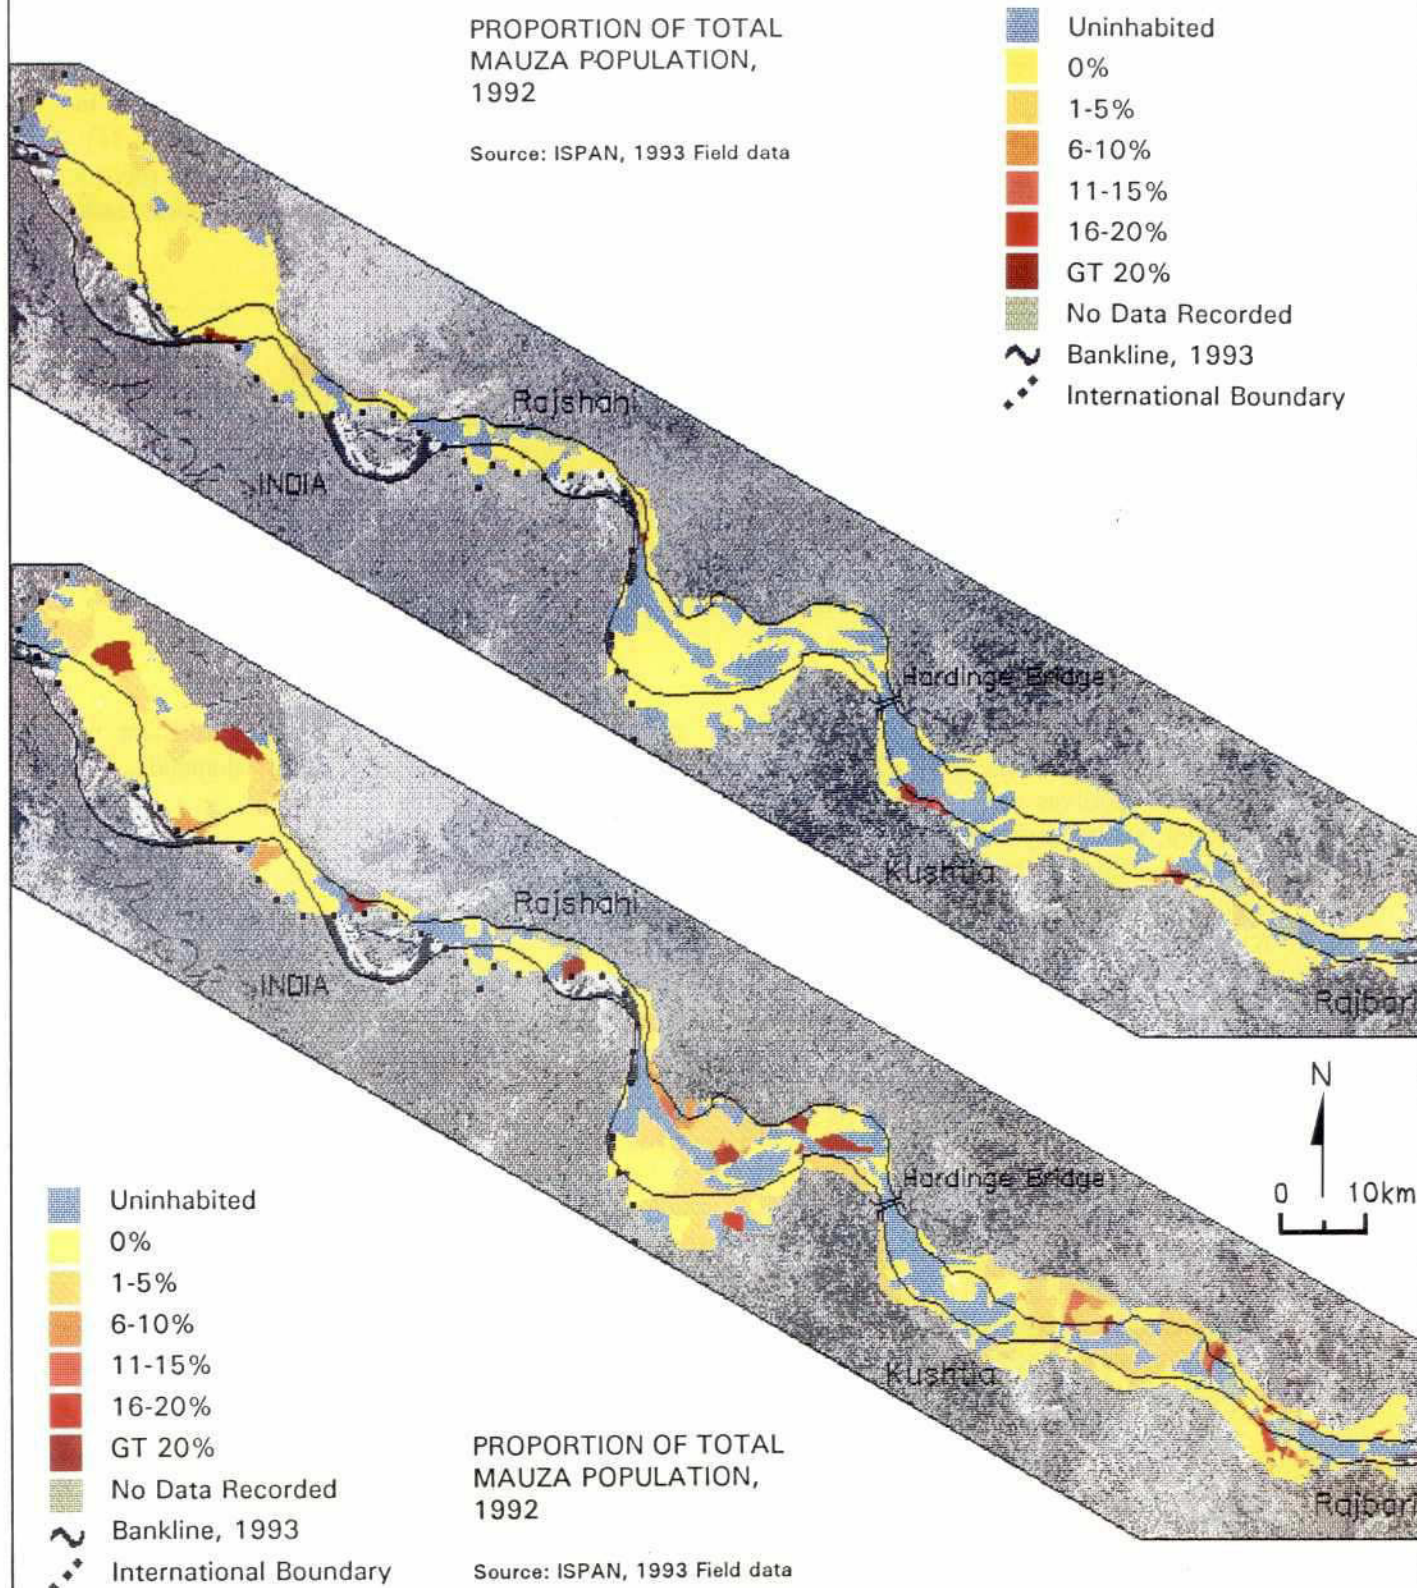 PROPORTION OF TOTAL
MAUZA POPULATION,
1992
Source: ISPAN, 1993 Field data
Uninhabited
0%
1-5%
6-10%
11-15%
16-20%
GT 20%
No Data Recorded
Bankline, 1993
International Boundary
Rajshahi
INDIA
Hardinge Bridge
Kushtia
Rajbari
N
0 10km
Rajshahi
INDIA
Hardinge Bridge
Kushtia
Rajbari
Uninhabited
0%
1-5%
6-10%
11-15%
16-20%
GT 20%
No Data Recorded
Bankline, 1993
International Boundary
PROPORTION OF TOTAL
MAUZA POPULATION,
1992
Source: ISPAN, 1993 Field data